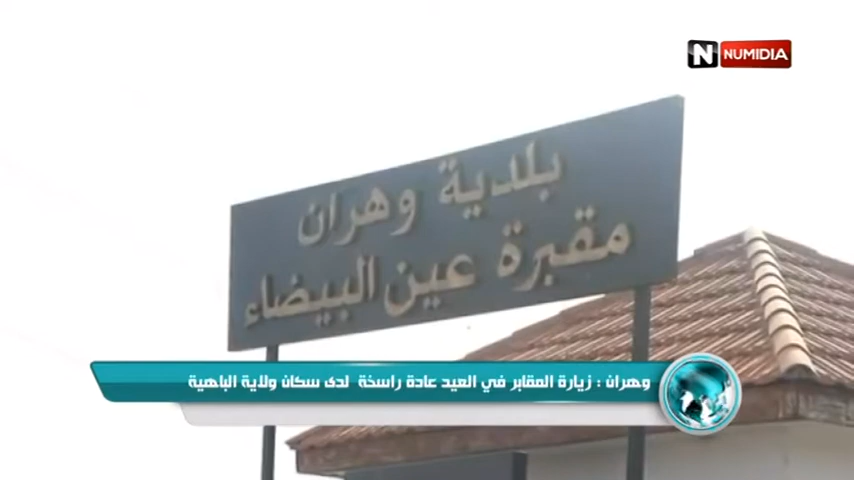 N NUMIDIA
بلدية وهران
مقبرة عين البيضاء
وهران : زيارة المقابر في العيد عادة راسخة لدى سكان ولاية الباهية